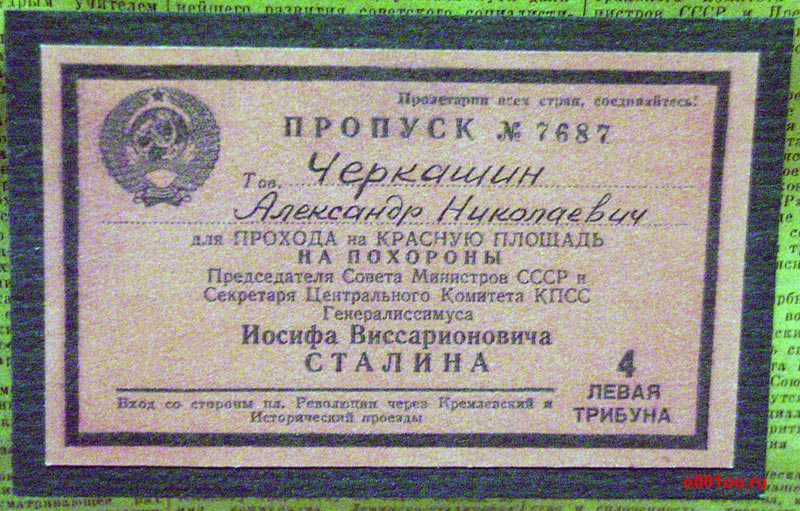 Пролетарии всех стран, соединяйтесь!
ПРОПУСК № 7687
Тов. Черкашин
Александр Николаевич
для ПРОХОДА на КРАСНУЮ ПЛОЩАДЬ
НА ПОХОРОНЫ
Председателя Совета Министров СССР и
Секретаря Центрального Комитета КПСС
Генералиссимуса
Иосифа Виссарионовича
СТАЛИНА
4
ЛЕВАЯ
ТРИБУНА
Вход со стороны пл. Революции через Кремлевский и
Исторический проезды